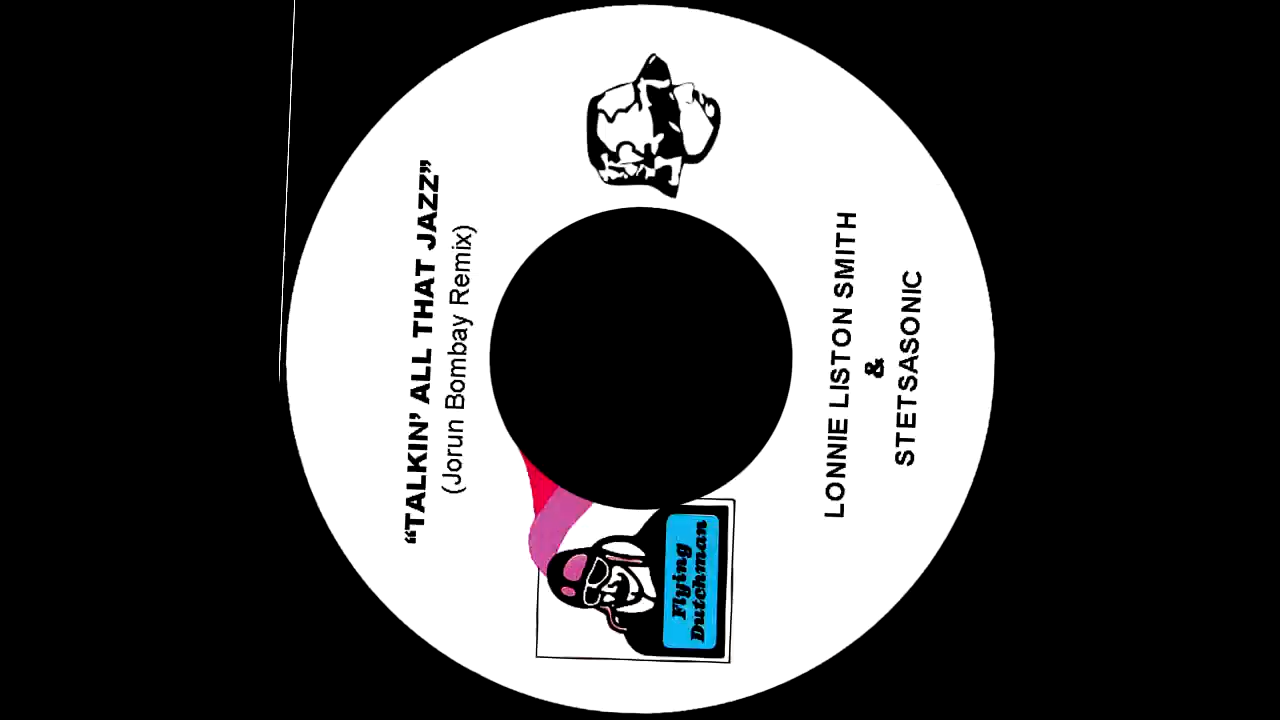 “TALKIN’ ALL THAT JAZZ”
(Jorun Bombay Remix)
Flying
Dutchman
LONNIE LISTON SMITH
&
STETSASONIC